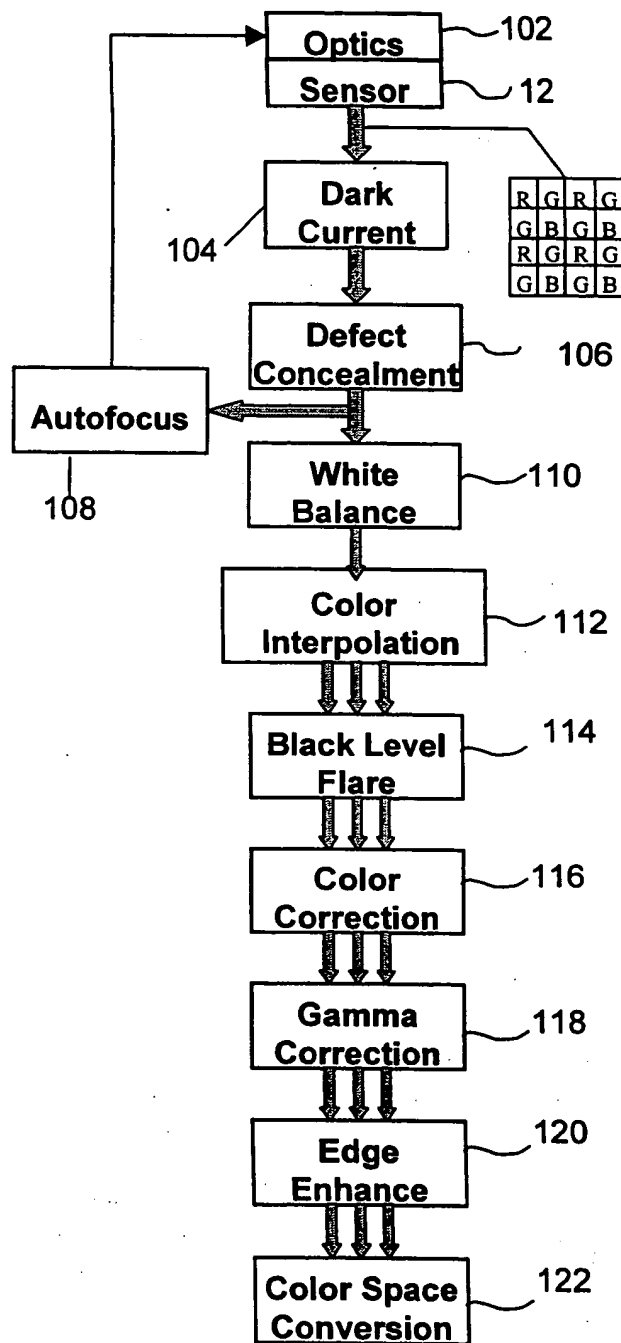 Optics
102
Sensor
12
R G R G
G B G B
R G R G
G B G B
Dark
Current
104
Defect
Concealment
106
Autofocus
108
White
Balance
110
Color
Interpolation
112
Black Level
Flare
114
Color
Correction
116
Gamma
Correction
118
Edge
Enhance
120
Color Space
Conversion
122